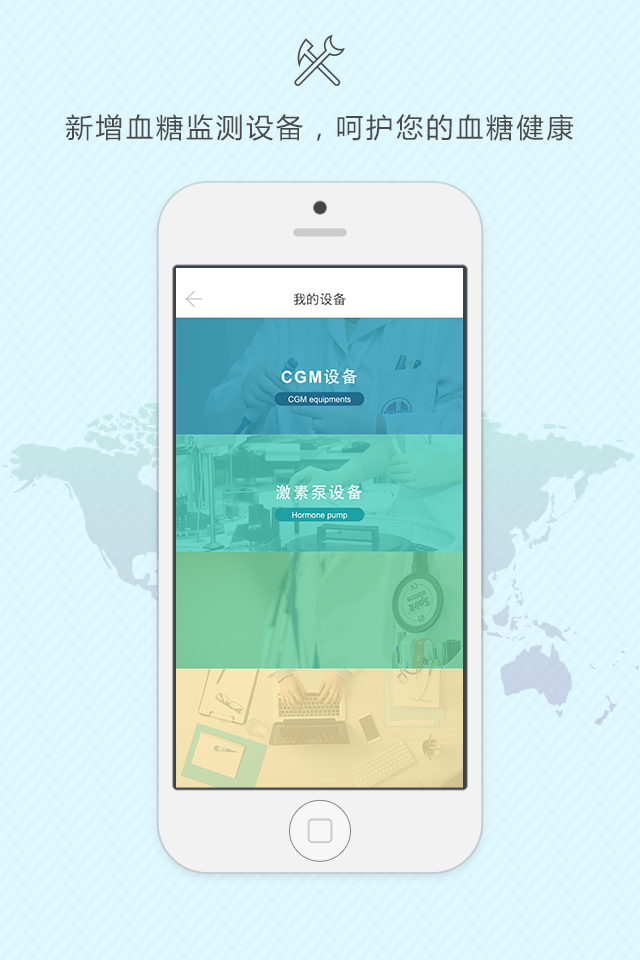 新增血糖监测设备，呵护您的血糖健康
我的设备
CGM设备
CGM equipments
激素泵设备
Hormone pump
Spirit